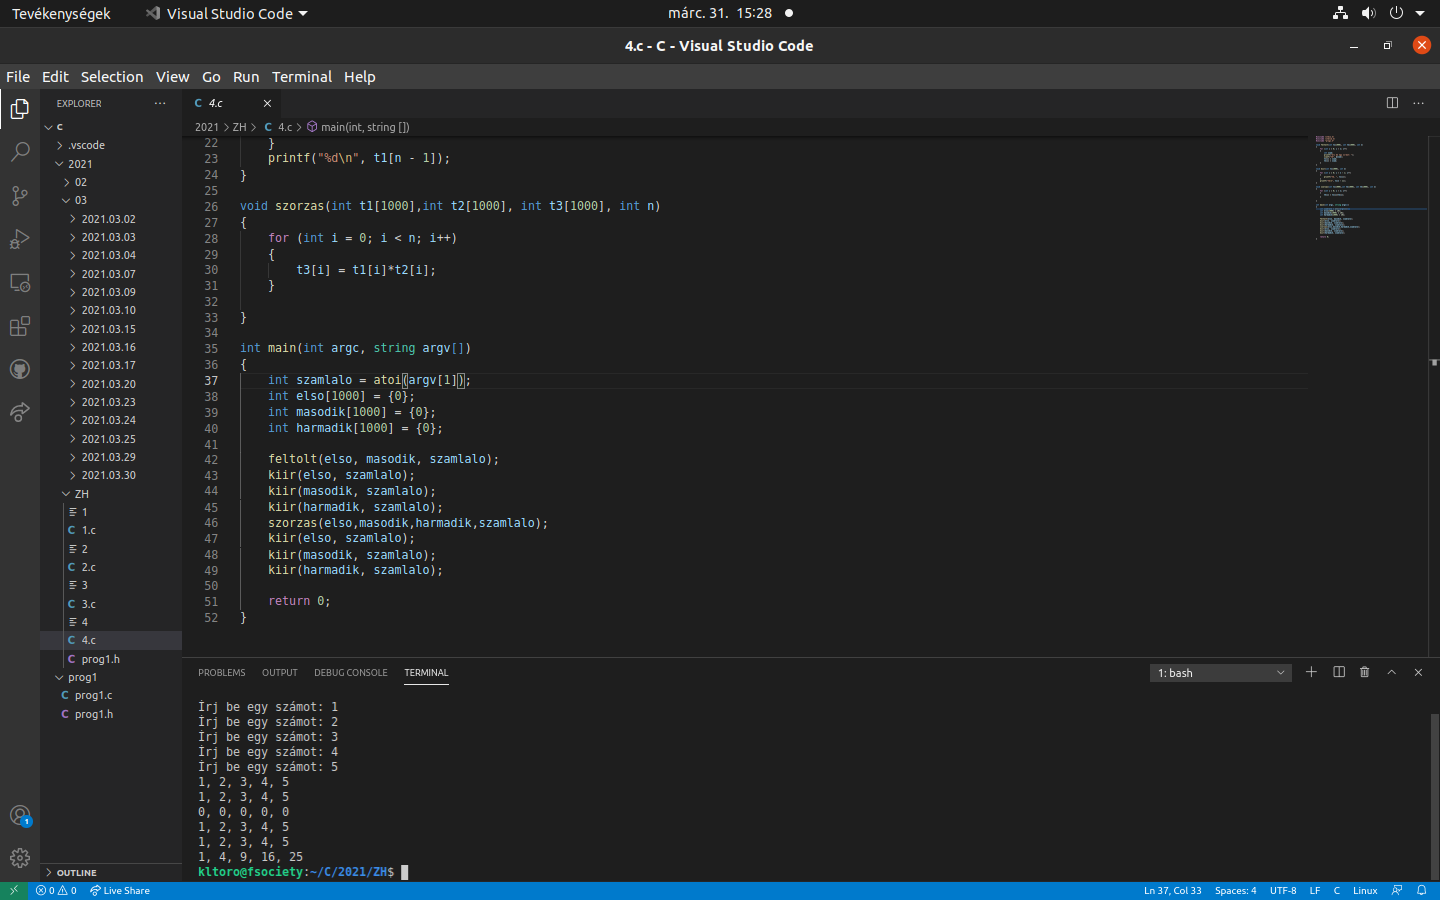 Tevékenységek
Visual Studio Code
márc. 31. 15:28
4.c - C - Visual Studio Code
File Edit Selection View Go Run Terminal Help
EXPLORER
C
.vscode
2021
02
03
2021.03.02
2021.03.03
2021.03.04
2021.03.07
2021.03.09
2021.03.10
2021.03.15
2021.03.16
2021.03.17
2021.03.20
2021.03.23
2021.03.24
2021.03.25
2021.03.29
2021.03.30
ZH
1
C 1.c
2
C 2.c
3
C 3.c
4
C 4.c
C prog1.h
prog1
C prog1.c
C prog1.h
OUTLINE
C 4.c
2021 > ZH > C 4.c > main(int, string [])
22 }
23 printf("%d\n", t1[n - 1]);
24 }
25
26 void szorzas(int t1[1000],int t2[1000], int t3[1000], int n)
27 {
28 for (int i = 0; i < n; i++)
29 {
30 t3[i] = t1[i]*t2[i];
31 }
32
33 }
34
35 int main(int argc, string argv[])
36 {
37 int szamlalo = atoi(argv[1]);
38 int elso[1000] = {0};
39 int masodik[1000] = {0};
40 int harmadik[1000] = {0};
41
42 feltolt(elso, masodik, szamlalo);
43 kiir(elso, szamlalo);
44 kiir(masodik, szamlalo);
45 kiir(harmadik, szamlalo);
46 szorzas(elso,masodik,harmadik,szamlalo);
47 kiir(elso, szamlalo);
48 kiir(masodik, szamlalo);
49 kiir(harmadik, szamlalo);
50
51 return 0;
52 }
PROBLEMS OUTPUT DEBUG CONSOLE TERMINAL
1: bash
Írj be egy számot: 1
Írj be egy számot: 2
Írj be egy számot: 3
Írj be egy számot: 4
Írj be egy számot: 5
1, 2, 3, 4, 5
1, 2, 3, 4, 5
0, 0, 0, 0, 0
1, 2, 3, 4, 5
1, 2, 3, 4, 5
1, 4, 9, 16, 25
kltoro@fsociety:~/C/2021/ZH$
1
0 0 Live Share
Ln 37, Col 33 Spaces: 4 UTF-8 LF C Linux